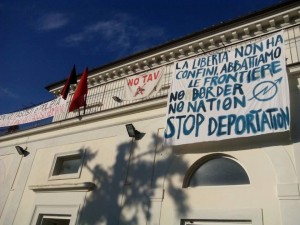 NO TAV
LA LIBERTÀ NON HA
CONFINI, ABBATTIAMO
LE FRONTIERE
NO BORDER
NO NATION
STOP DEPORTATION